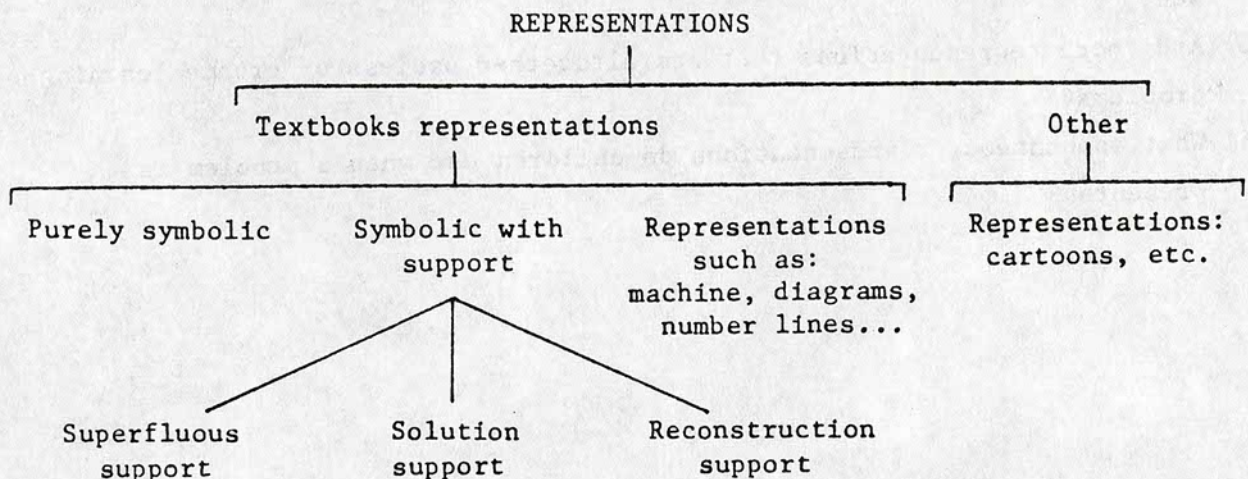 REPRESENTATIONS
Textbooks representations
Other
Purely symbolic
Symbolic with
support
Representations
such as:
machine, diagrams,
number lines...
Representations:
cartoons, etc.
Superfluous
support
Solution
support
Reconstruction
support